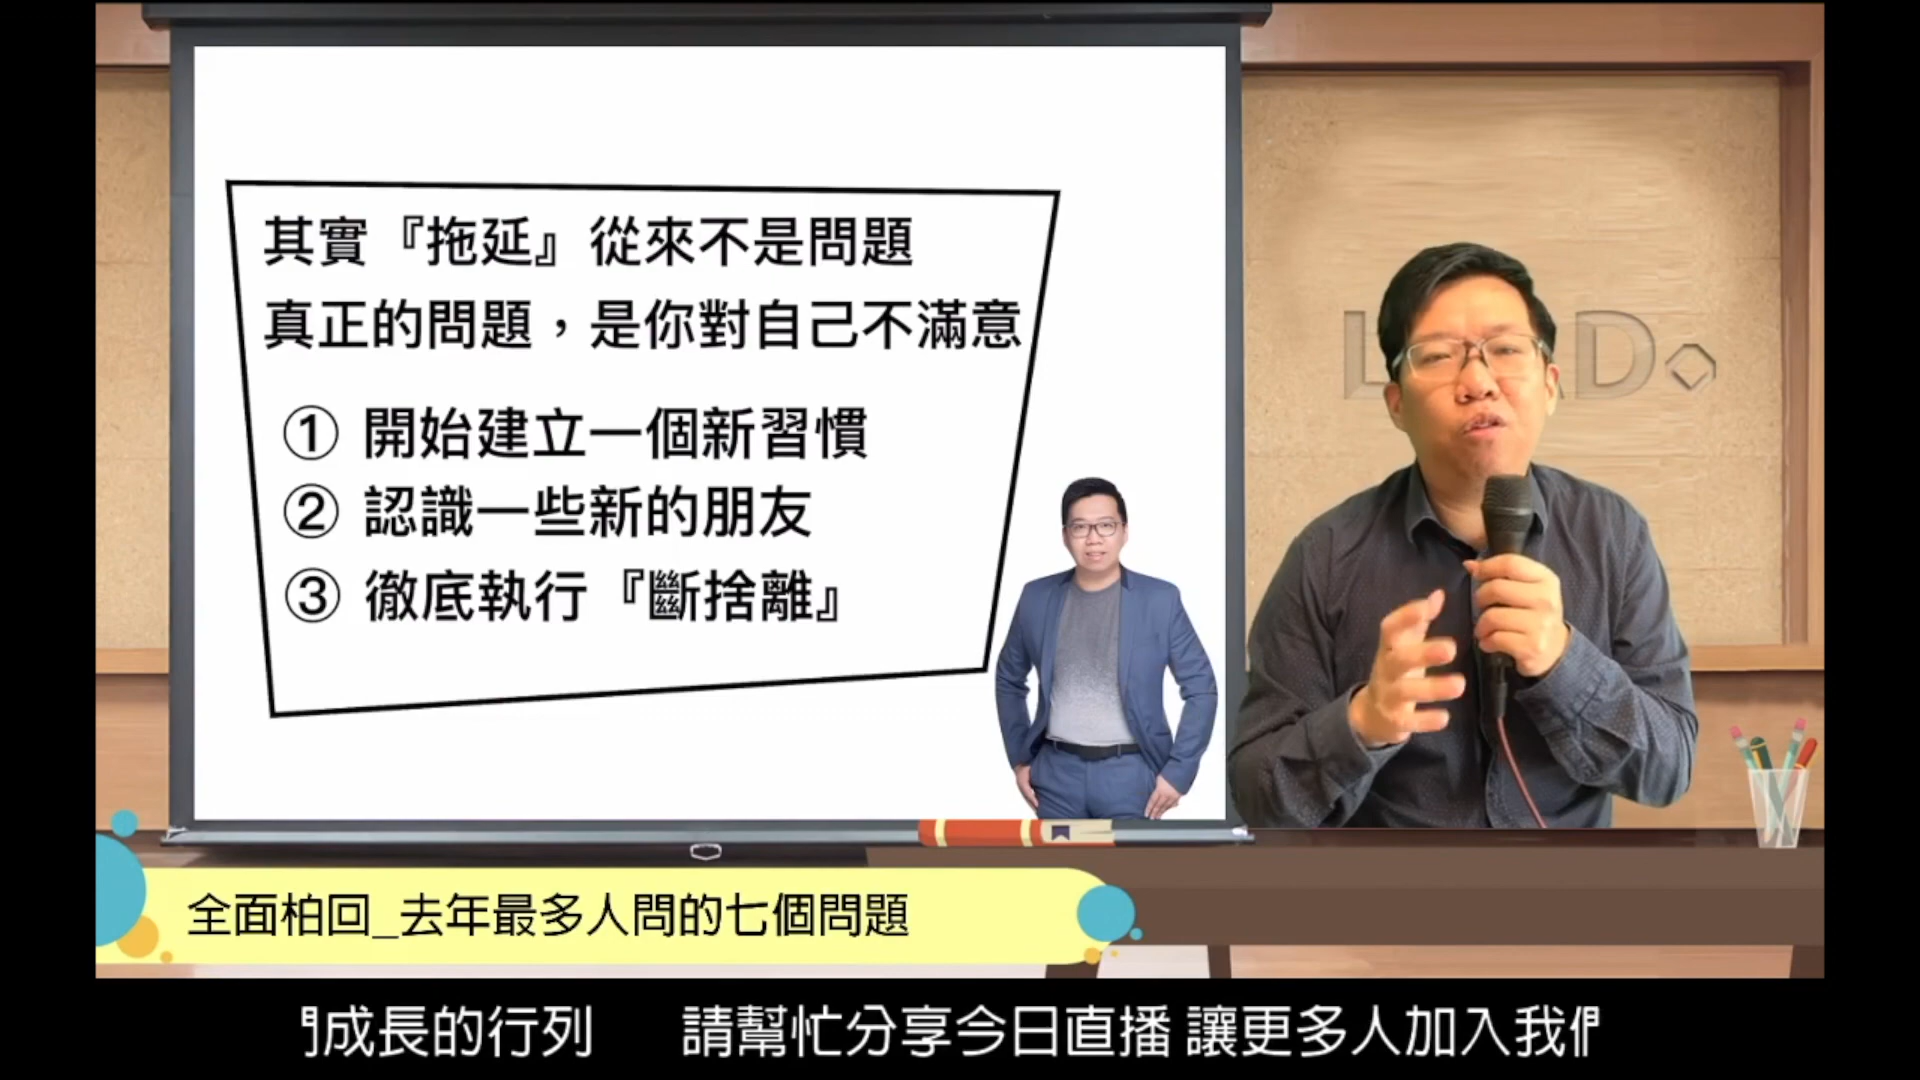 其實『拖延』從來不是問題
真正的問題，是你對自己不滿意
① 開始建立一個新習慣
② 認識一些新的朋友
③ 徹底執行『斷捨離』
全面柏回_去年最多人問的七個問題
成長的行列 請幫忙分享今日直播 讓更多人加入我們